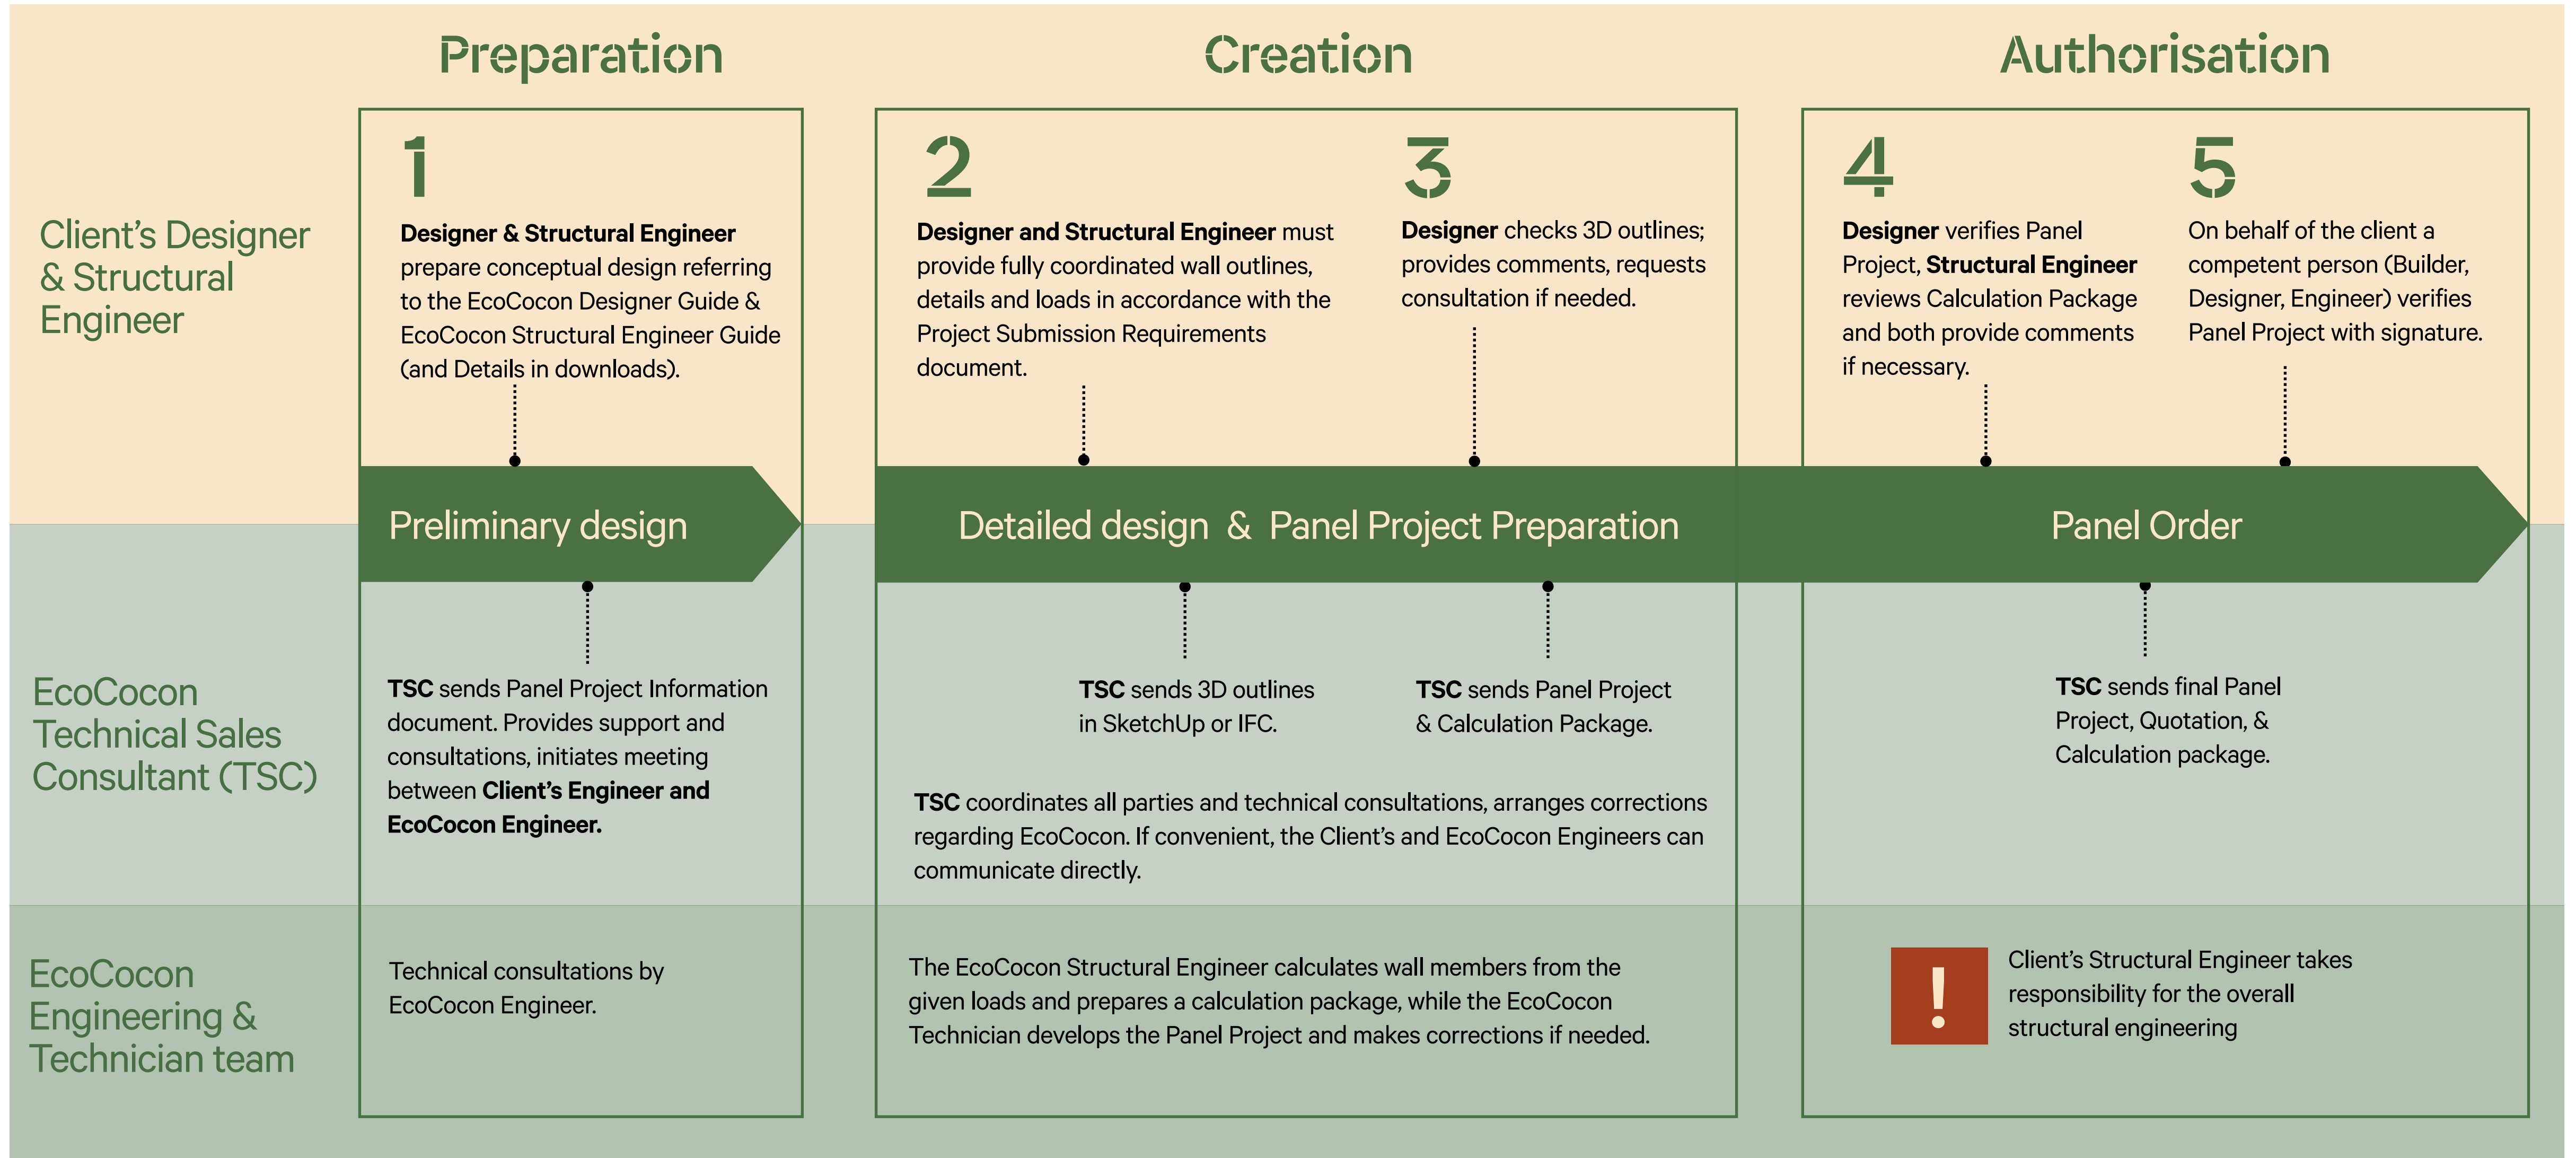 Preparation
Creation
Authorisation
Client’s Designer
& Structural
Engineer
1
Designer & Structural Engineer
prepare conceptual design referring
to the EcoCocon Designer Guide &
EcoCocon Structural Engineer Guide
(and Details in downloads).
2
Designer and Structural Engineer must
provide fully coordinated wall outlines,
details and loads in accordance with the
Project Submission Requirements
document.
3
Designer checks 3D outlines;
provides comments, requests
consultation if needed.
4
Designer verifies Panel
Project, Structural Engineer
reviews Calculation Package
and both provide comments
if necessary.
5
On behalf of the client a
competent person (Builder,
Designer, Engineer) verifies
Panel Project with signature.
Preliminary design
Detailed design & Panel Project Preparation
Panel Order
EcoCocon
Technical Sales
Consultant (TSC)
TSC sends Panel Project Information
document. Provides support and
consultations, initiates meeting
between Client’s Engineer and
EcoCocon Engineer.
TSC sends 3D outlines
in SketchUp or IFC.
TSC sends Panel Project
& Calculation Package.
TSC coordinates all parties and technical consultations, arranges corrections
regarding EcoCocon. If convenient, the Client’s and EcoCocon Engineers can
communicate directly.
TSC sends final Panel
Project, Quotation, &
Calculation package.
EcoCocon
Engineering &
Technician team
Technical consultations by
EcoCocon Engineer.
The EcoCocon Structural Engineer calculates wall members from the
given loads and prepares a calculation package, while the EcoCocon
Technician develops the Panel Project and makes corrections if needed.
!
Client’s Structural Engineer takes
responsibility for the overall
structural engineering